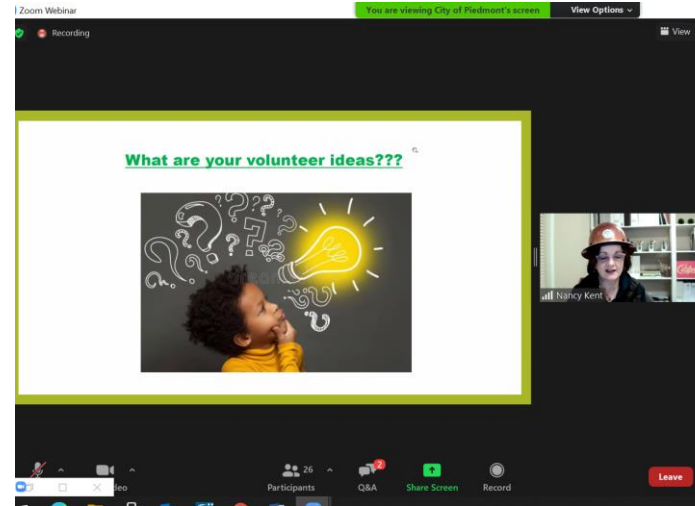 Zoom Webinar
You are viewing City of Piedmont's screen
View Options
Recording
View
What are your volunteer ideas???
Nancy Kent
26
2
deo
Participants
Q&A
Share Screen
Record
Leave